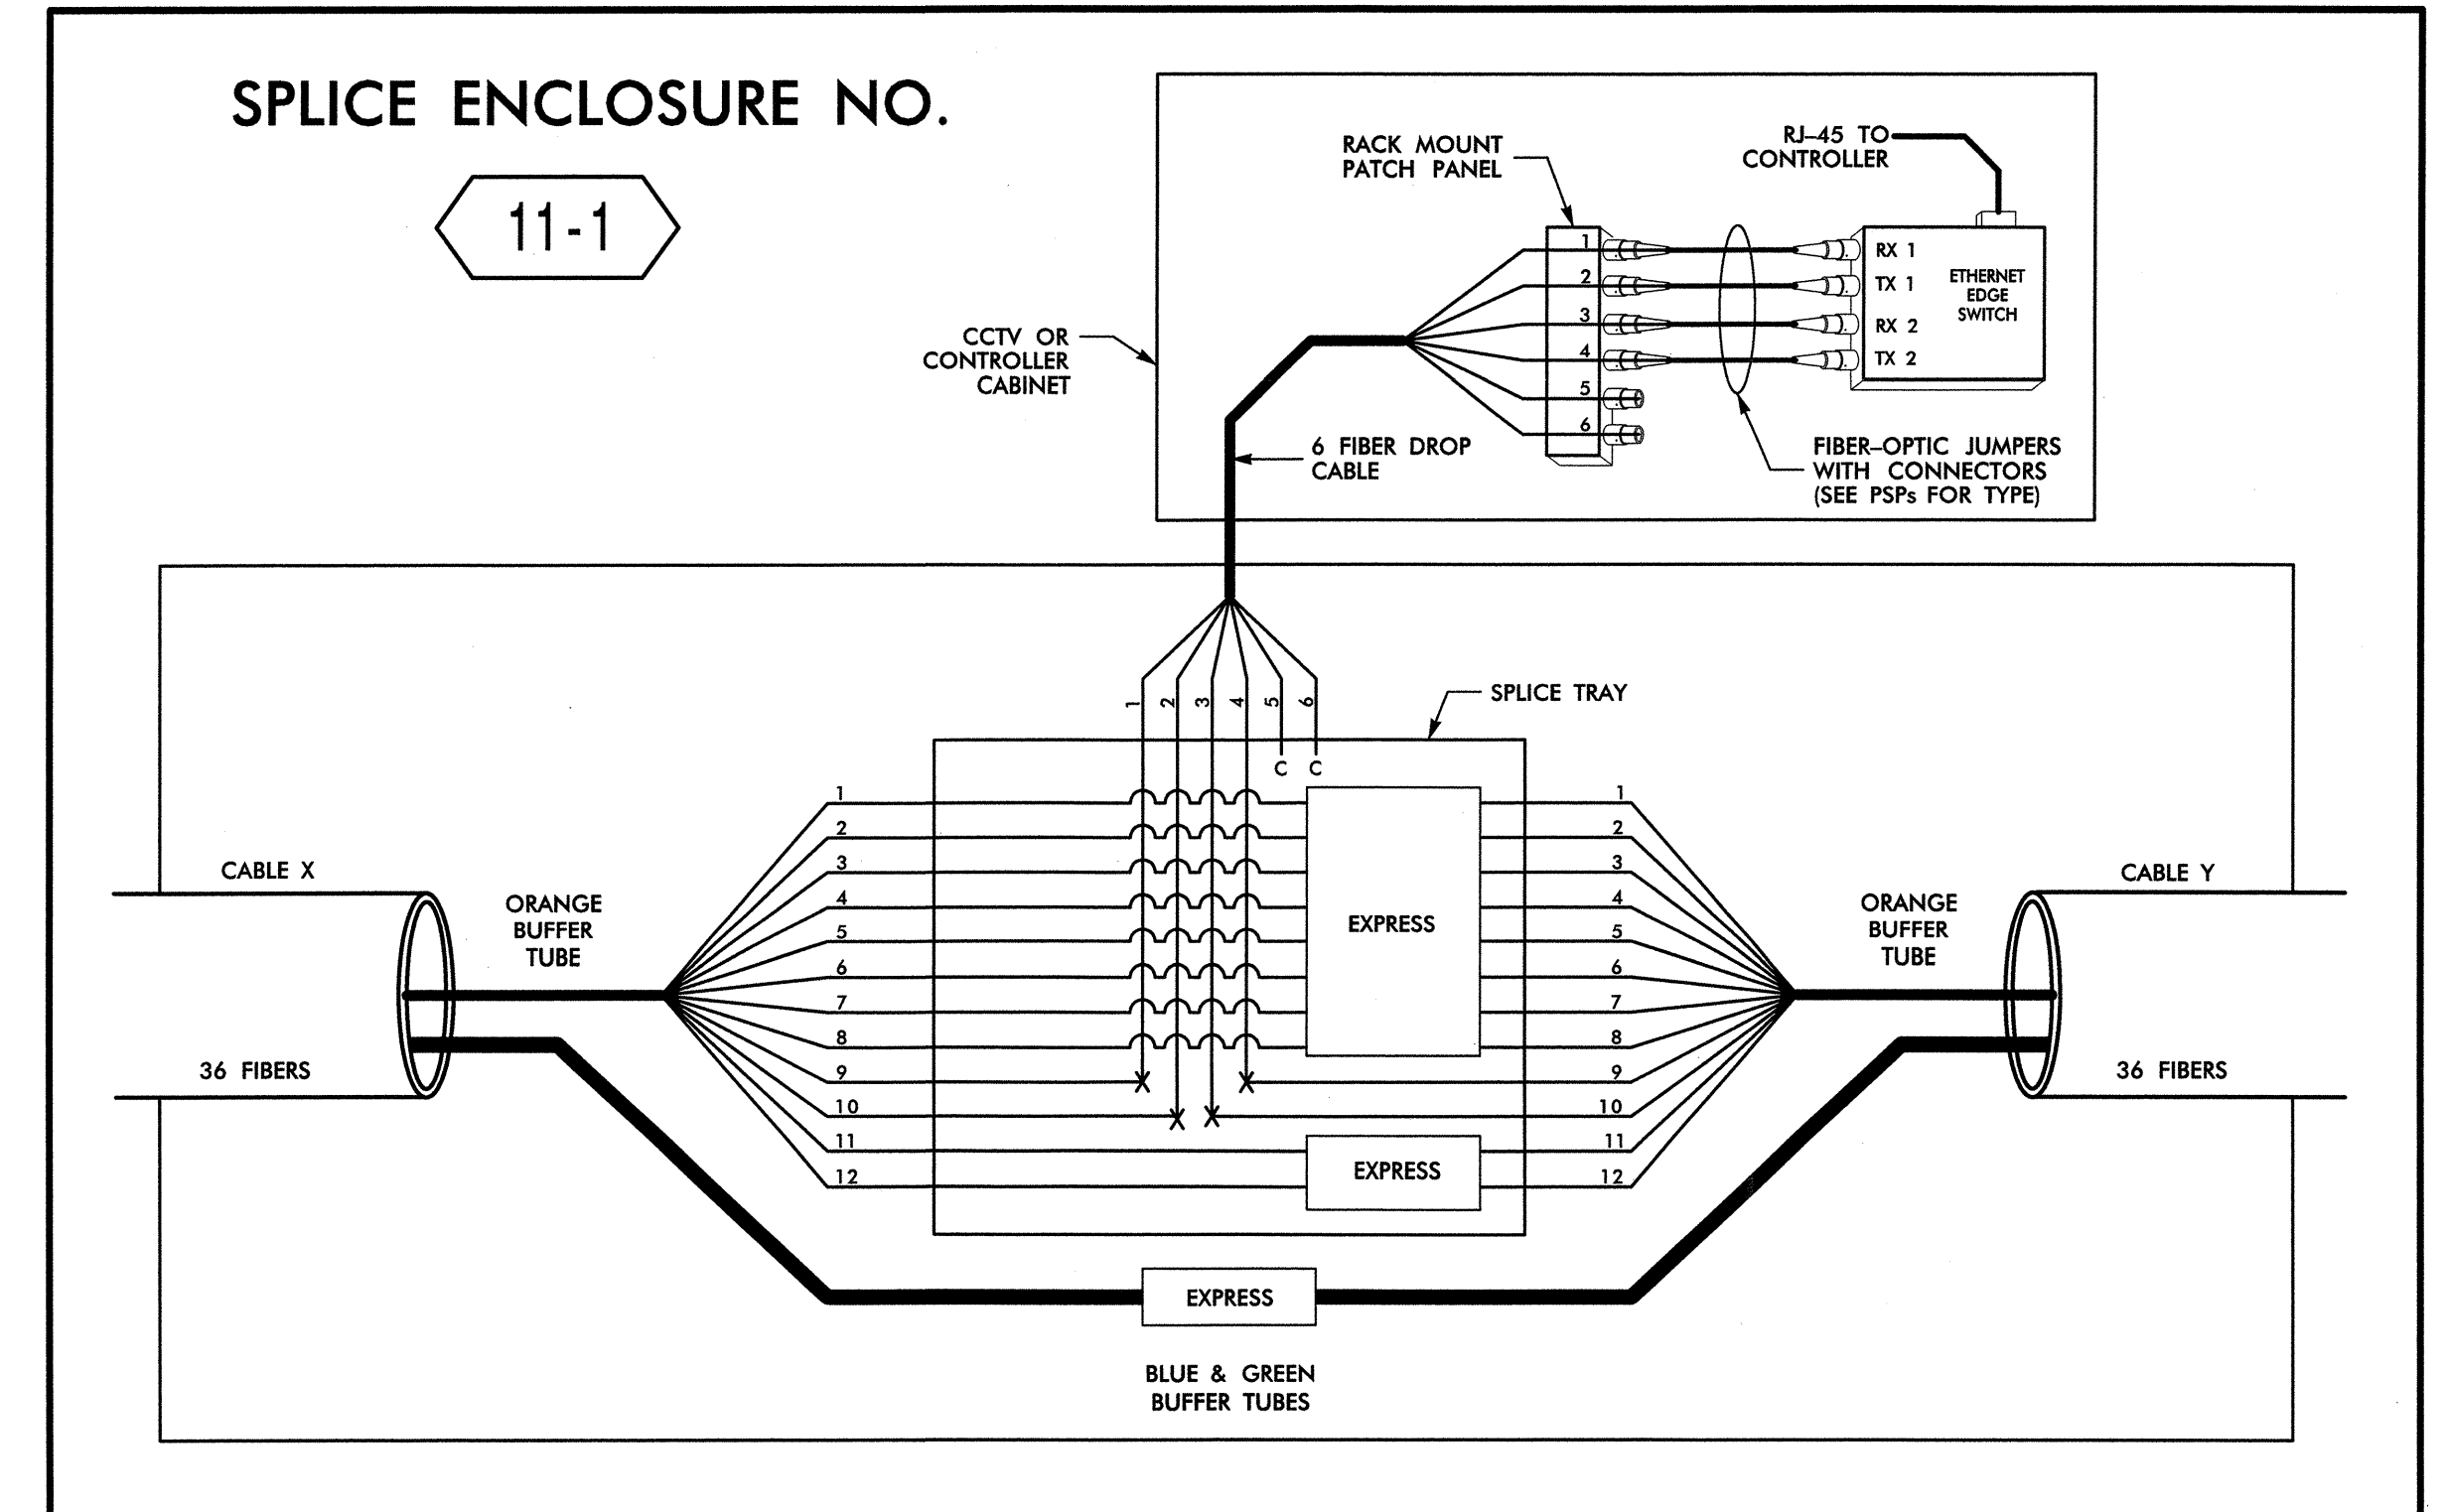 SPLICE ENCLOSURE NO.
11-1
RACK MOUNT
PATCH PANEL
RJ-45 TO
CONTROLLER
1
2
3
4
5
6
RX 1
TX 1
RX 2
TX 2
ETHERNET
EDGE
SWITCH
CCTV OR
CONTROLLER
CABINET
6 FIBER DROP
CABLE
FIBER-OPTIC JUMPERS
WITH CONNECTORS
(SEE PSPs FOR TYPE)
1 2 3 4 5 6
SPLICE TRAY
C C
CABLE X
36 FIBERS
ORANGE
BUFFER
TUBE
1
2
3
4
5
6
7
8
9
10
11
12
EXPRESS
EXPRESS
1
2
3
4
5
6
7
8
9
10
11
12
ORANGE
BUFFER
TUBE
CABLE Y
36 FIBERS
EXPRESS
BLUE & GREEN
BUFFER TUBES